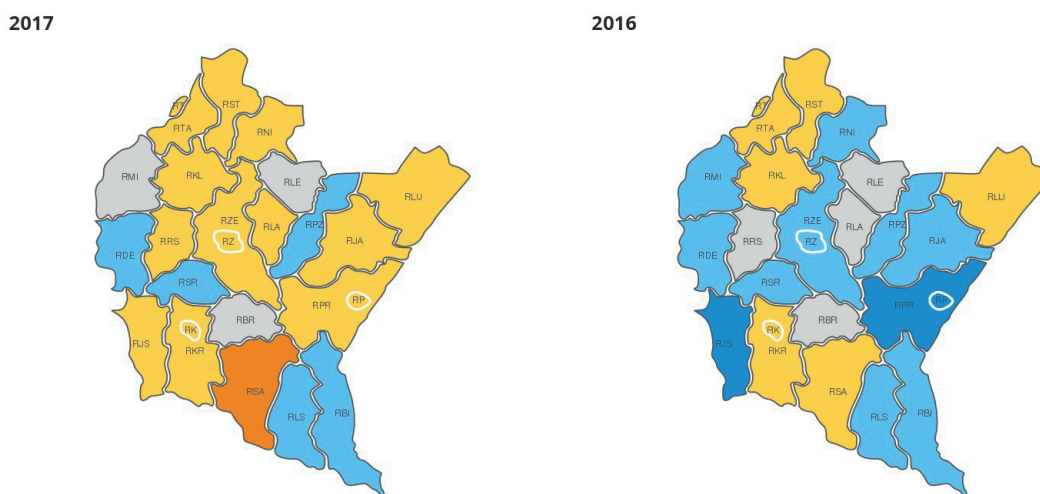 2017
2016
RT
RST
RTA
RNI
RMI
RKL
RLE
RLU
RZE
RPZ
RLA
RDE
RRS
RZ
RJA
RSR
RPR
RP
RBR
RJS
RK
RKR
RSA
RLS
RBI
RT
RST
RTA
RNI
RMI
RKL
RLE
RLU
RZE
RPZ
RLA
RDE
RRS
RZ
RJA
RSR
RPR
RP
RBR
RJS
RK
RKR
RSA
RLS
RBI